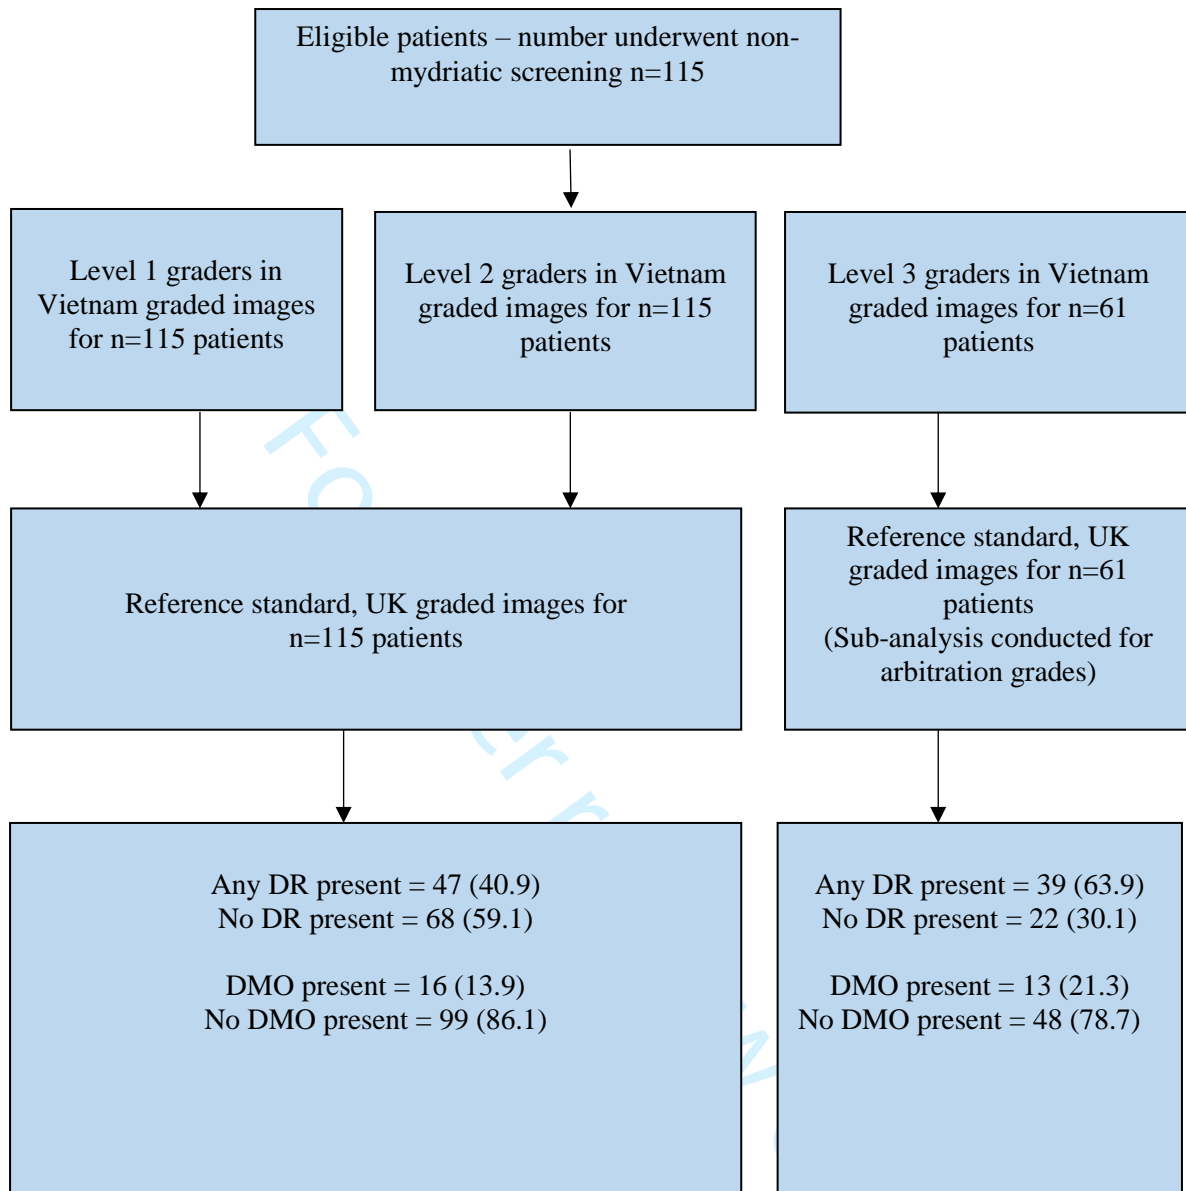 Eligible patients – number underwent non-
mydriatic screening n=115
Level 1 graders in
Vietnam graded images
for n=115 patients
Level 2 graders in Vietnam
graded images for n=115
patients
Level 3 graders in Vietnam
graded images for n=61
patients
Reference standard, UK graded images for
n=115 patients
Reference standard, UK
graded images for n=61
patients
(Sub-analysis conducted for
arbitration grades)
Any DR present = 47 (40.9)
No DR present = 68 (59.1)
DMO present = 16 (13.9)
No DMO present = 99 (86.1)
Any DR present = 39 (63.9)
No DR present = 22 (30.1)
DMO present = 13 (21.3)
No DMO present = 48 (78.7)